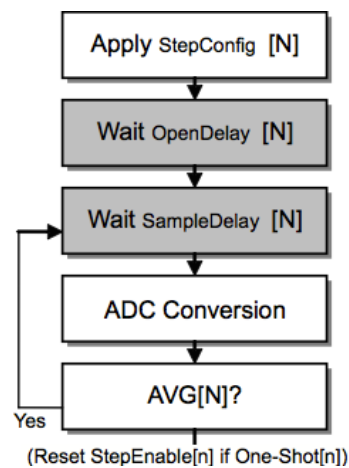 Apply StepConfig [N]
Wait OpenDelay [N]
Wait SampleDelay [N]
ADC Conversion
AVG[N]?
Yes
(Reset StepEnable[n] if One-Shot[n])